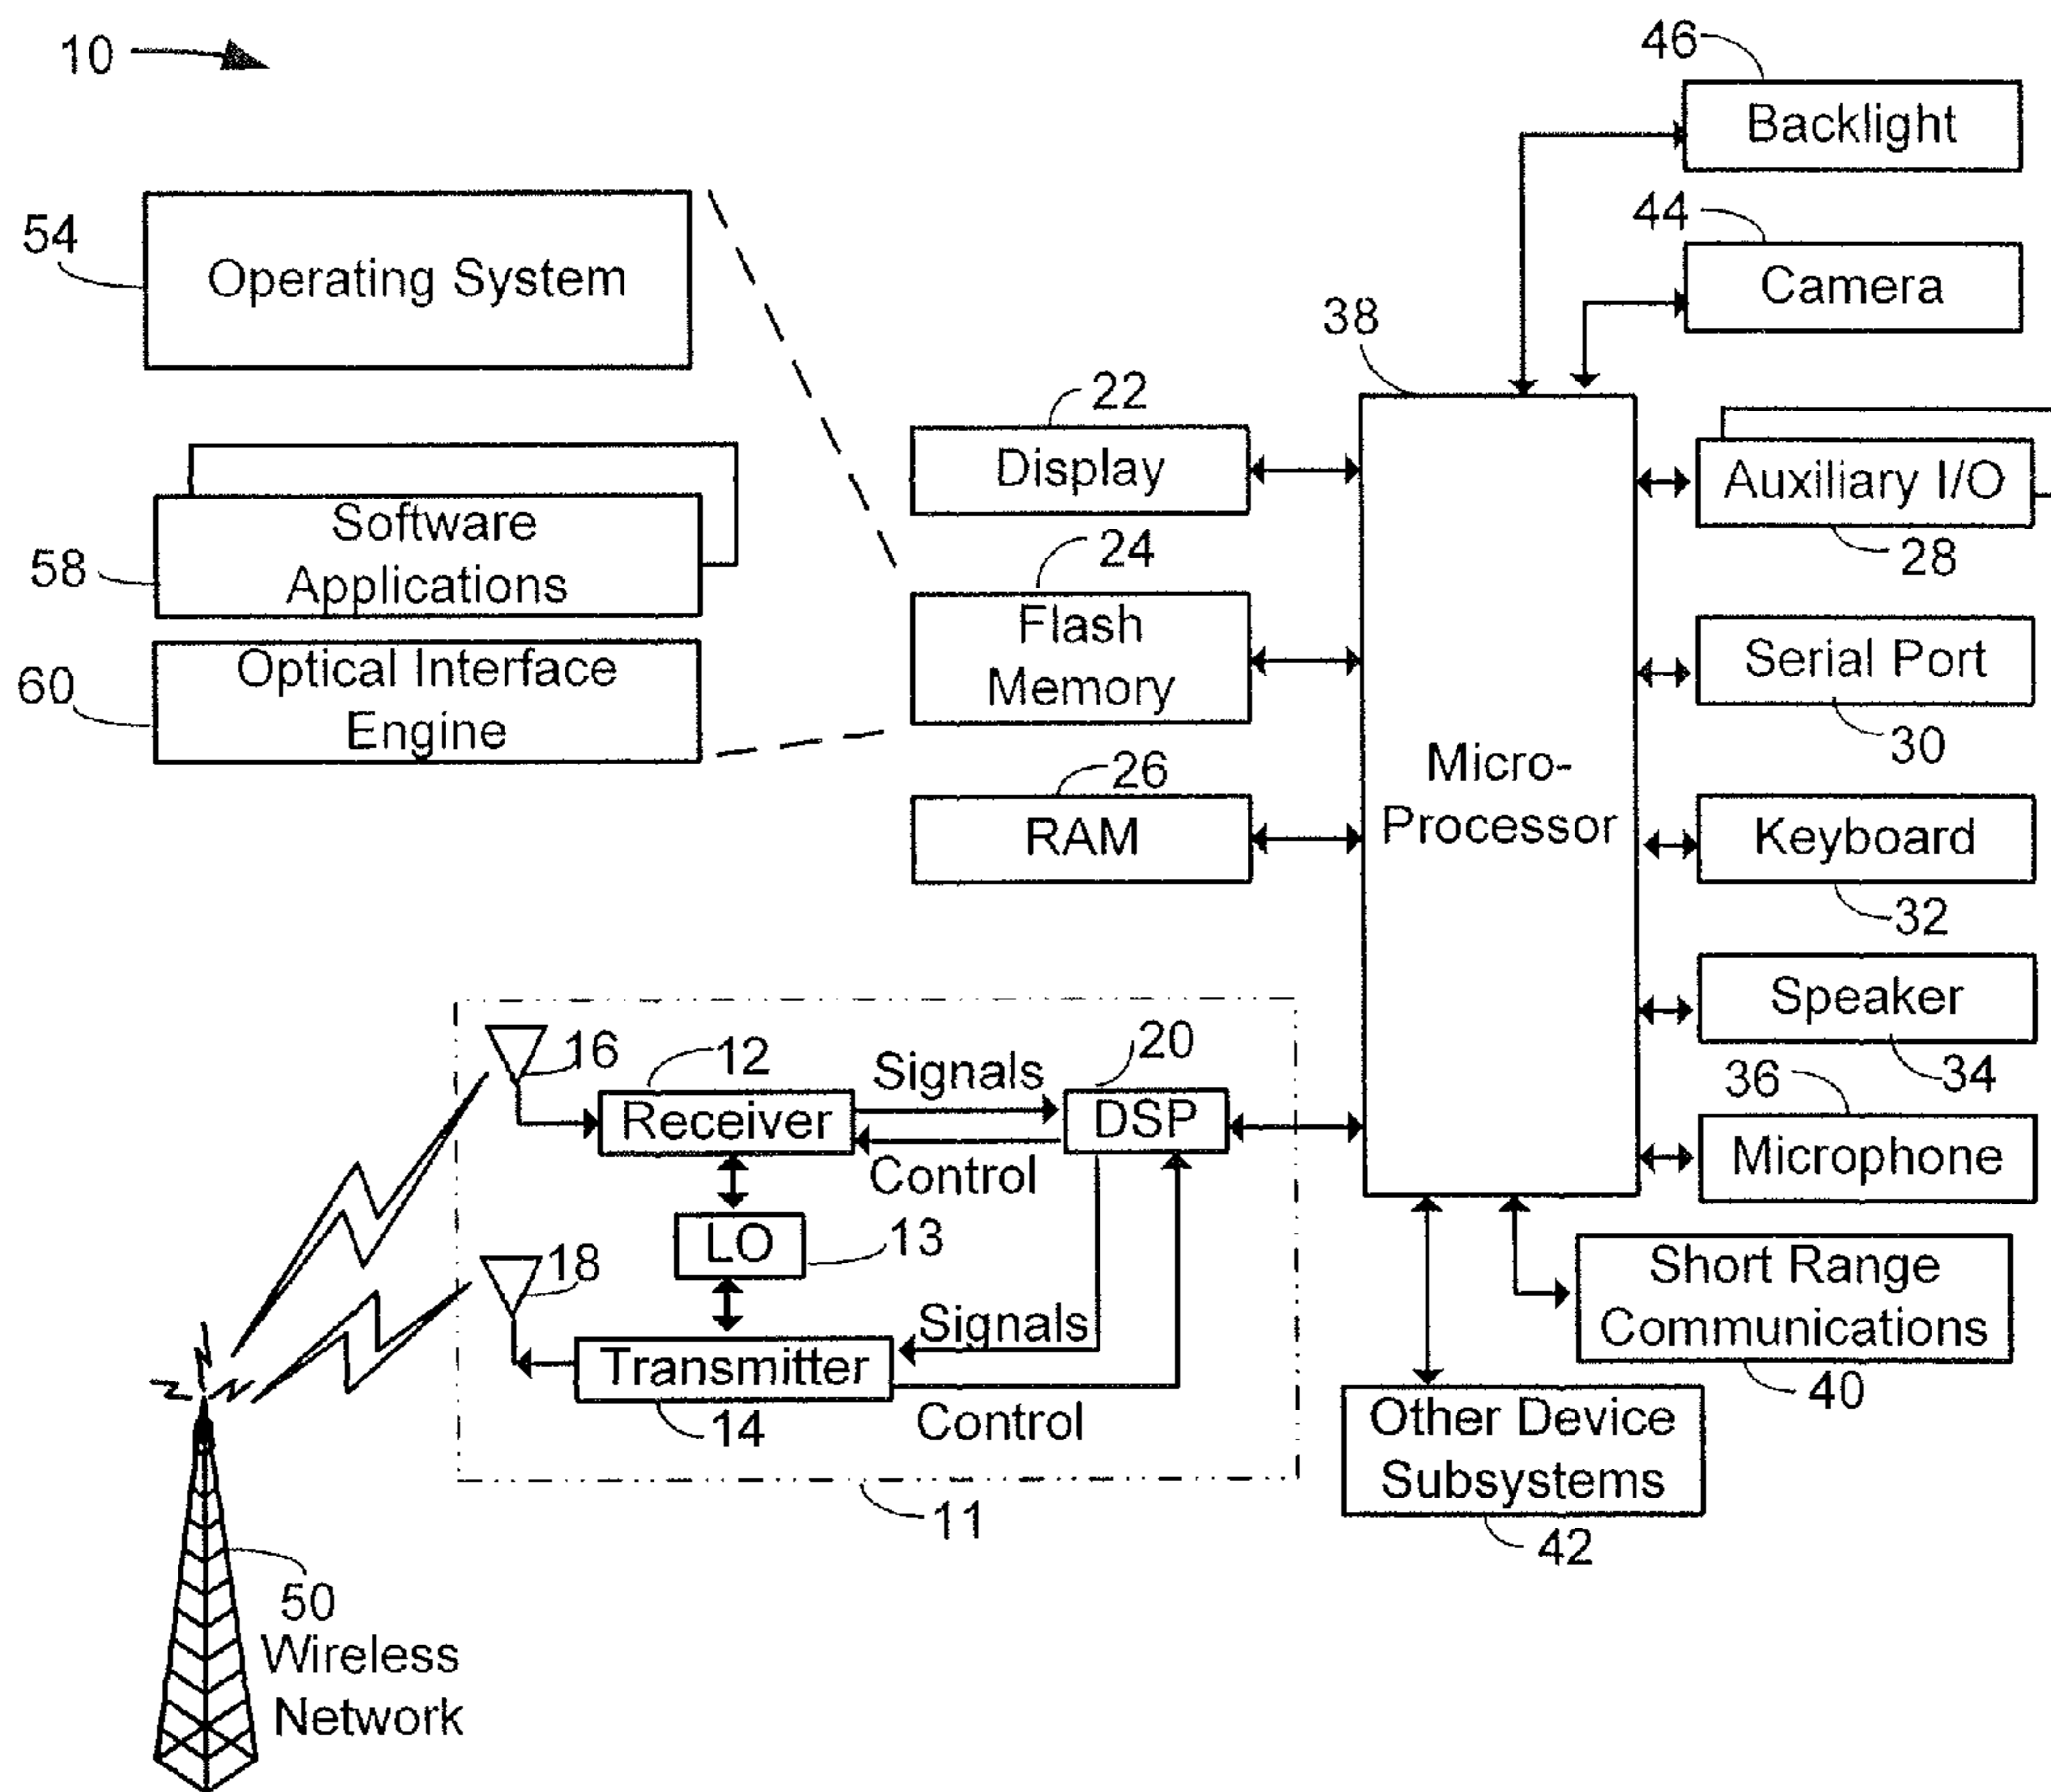 10
46
Backlight
44
Camera
54
Operating System
38
22
Display
Auxiliary I/O
28
Software
Applications
58
24
Flash
Memory
Serial Port
30
60
Optical Interface
Engine
26
RAM
Micro-
Processor
Keyboard
32
Speaker
34
16
12
Receiver
Signals
Control
20
DSP
36
Microphone
LO
13
18
Signals
Transmitter
14
Control
Short Range
Communications
40
Other Device
Subsystems
42
11
50
Wireless
Network